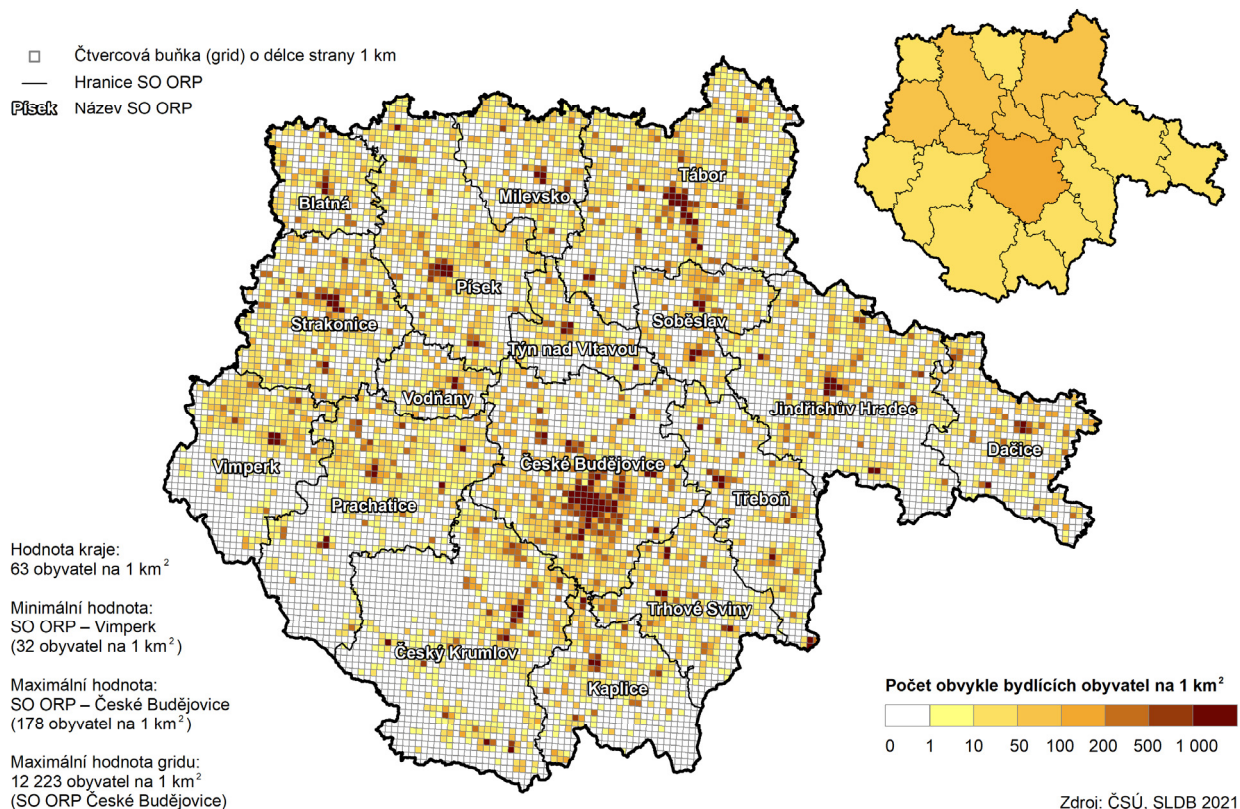 Čtvercová buňka (grid) o délce strany 1 km
Hranice SO ORP
Písek Název SO ORP
Tábor
Milevsko
Blatná
Písek
Strakonice
Soběslav
Týn nad Vltavou
Vodňany
Jindřichův Hradec
Dačice
České Budějovice
Vimperk
Třeboň
Prachatice
Trhové Sviny
Český Krumlov
Kaplice
Hodnota kraje:
63 obyvatel na 1 km²
Minimální hodnota:
SO ORP – Vimperk
(32 obyvatel na 1 km²)
Maximální hodnota:
SO ORP – České Budějovice
(178 obyvatel na 1 km²)
Maximální hodnota gridu:
12 223 obyvatel na 1 km²
(SO ORP České Budějovice)
Počet obvykle bydlících obyvatel na 1 km²
0 1 10 50 100 200 500 1 000
Zdroj: ČSÚ, SLDB 2021